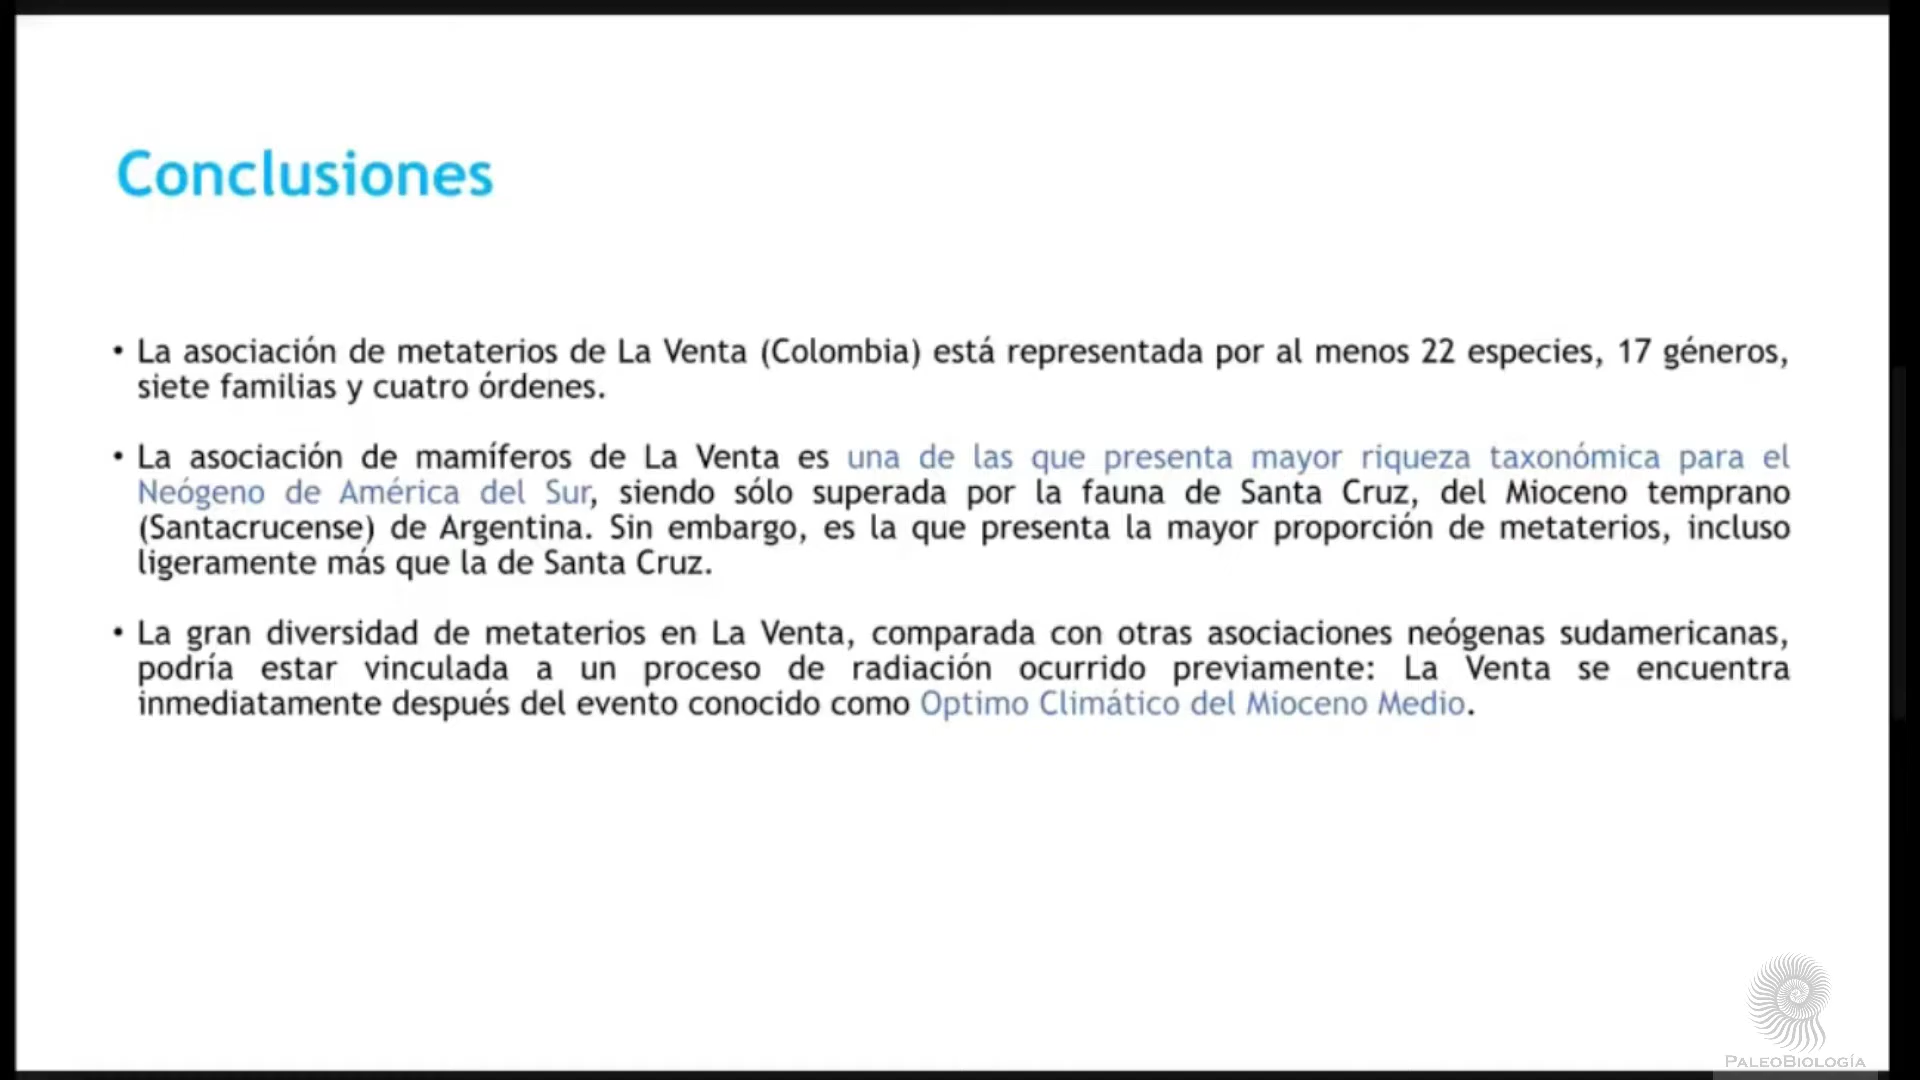 Conclusiones
• La asociación de metaterios de La Venta (Colombia) está representada por al menos 22 especies, 17 géneros,
siete familias y cuatro órdenes.
• La asociación de mamíferos de La Venta es una de las que presenta mayor riqueza taxonómica para el
Neógeno de América del Sur, siendo sólo superada por la fauna de Santa Cruz, del Mioceno temprano
(Santacrucense) de Argentina. Sin embargo, es la que presenta la mayor proporción de metaterios, incluso
ligeramente más que la de Santa Cruz.
• La gran diversidad de metaterios en La Venta, comparada con otras asociaciones neógenas sudamericanas,
podría estar vinculada a un proceso de radiación ocurrido previamente: La Venta se encuentra
inmediatamente después del evento conocido como Optimo Climático del Mioceno Medio.
PALEOBIOLOGÍA